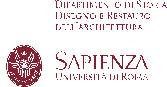 DIPARTIMENTO DI STORIA
DISEGNO E RESTAURO
DELL'ARCHITETTURA
SAPIENZA
UNIVERSITÀ DI ROMA